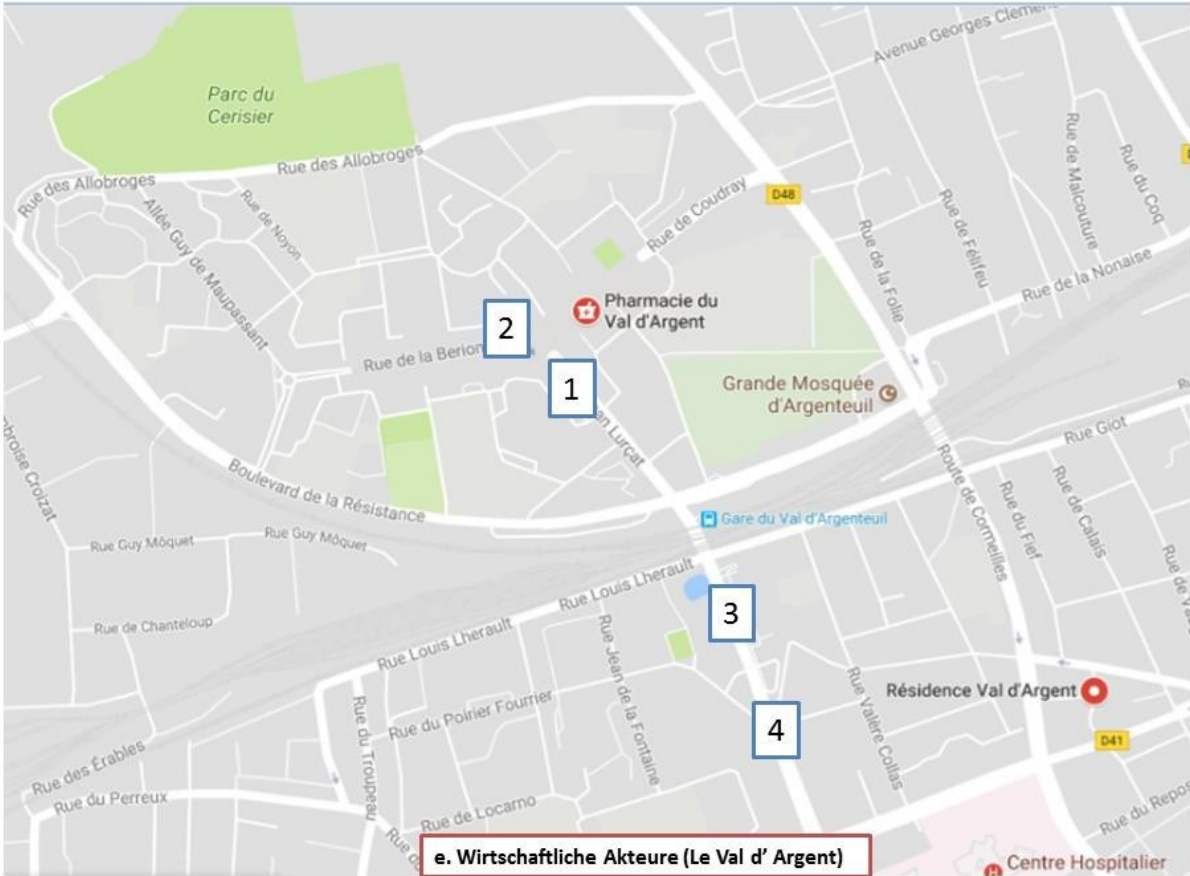 Avenue Georges Clemen
Parc du
Cerisier
Rue des Allobroges
Rue des Allobroges
Rue de Noyon
Allée Guy de Maupassant
Rue de Coudray
D48
Rue de Malcouture
Rue du Coq
Rue de Félifeu
Rue de la Folie
Rue de la Nonaise
Pharmacie du
Val d'Argent
2
Rue de la Berion
1
an Lurçat
Grande Mosquée
d'Argenteuil
Rue Giot
broise Croizat
Boulevard de la Résistance
Gare du Val d'Argenteuil
Route de Cormeilles
Rue du Fief
Rue de Calais
Rue Guy Môquet
Rue Guy Môquet
Rue Louis Lherault
3
Rue de Chanteloup
Rue Louis Lherault
Rue Jean de la Fontaine
Rue Valère Collas
Résidence Val d'Argent
Rue du Poirier Fourrier
4
D41
Rue des Érables
Rue du Troupeau
Rue du Perreux
Rue de Locarno
Rue du Repos
e. Wirtschaftliche Akteure (Le Val d' Argent)
H
Centre Hospitalier